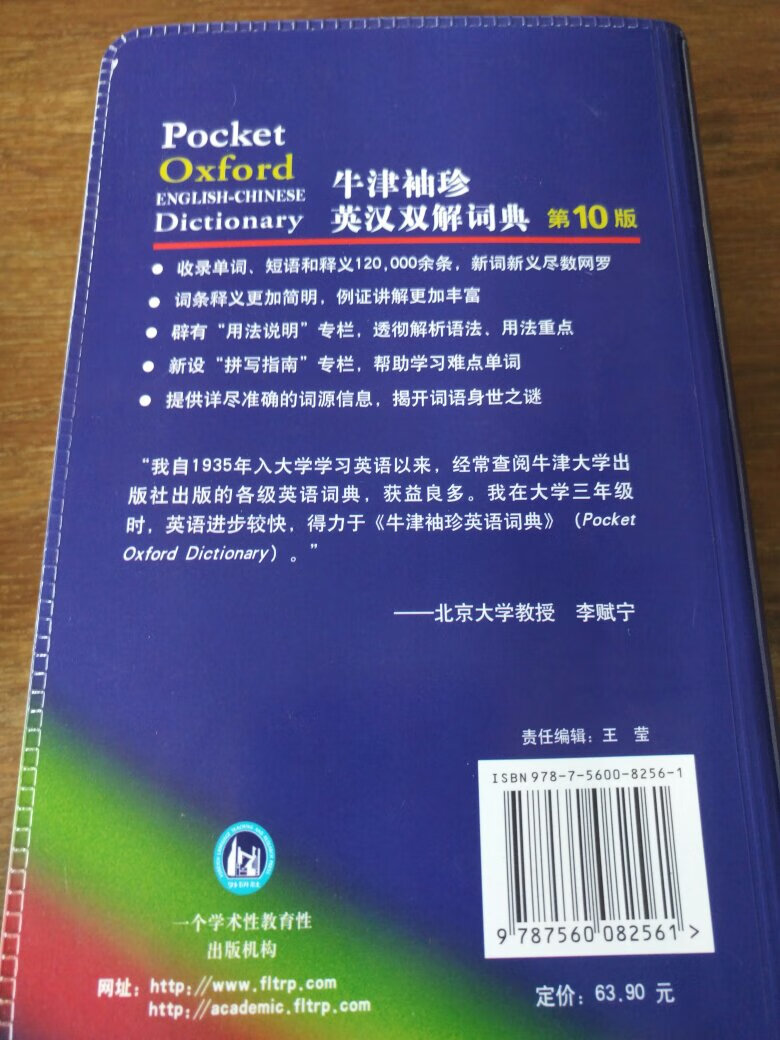 Pocket
Oxford
ENGLISH-CHINESE
Dictionary
牛津袖珍
英汉双解词典 第10版
● 收录单词、短语和释义120,000余条，新词新义尽数网罗
● 词条释义更加简明，例证讲解更加丰富
● 辟有“用法说明”专栏，透彻解析语法、用法重点
● 新设“拼写指南”专栏，帮助学习难点单词
● 提供详尽准确的词源信息，揭开词语身世之谜
“我自1935年入大学学习英语以来，经常查阅牛津大学出
版社出版的各级英语词典，获益良多。我在大学三年级
时，英语进步较快，得力于《牛津袖珍英语词典》（Pocket
Oxford Dictionary）。”
——北京大学教授 李赋宁
责任编辑：王 莹
ISBN 978-7-5600-8256-1
9 787560 082561 >
定价：63.90 元
外研社
一个学术性教育性
出版机构
网址：http://www.fltrp.com
http://academic.fltrp.com